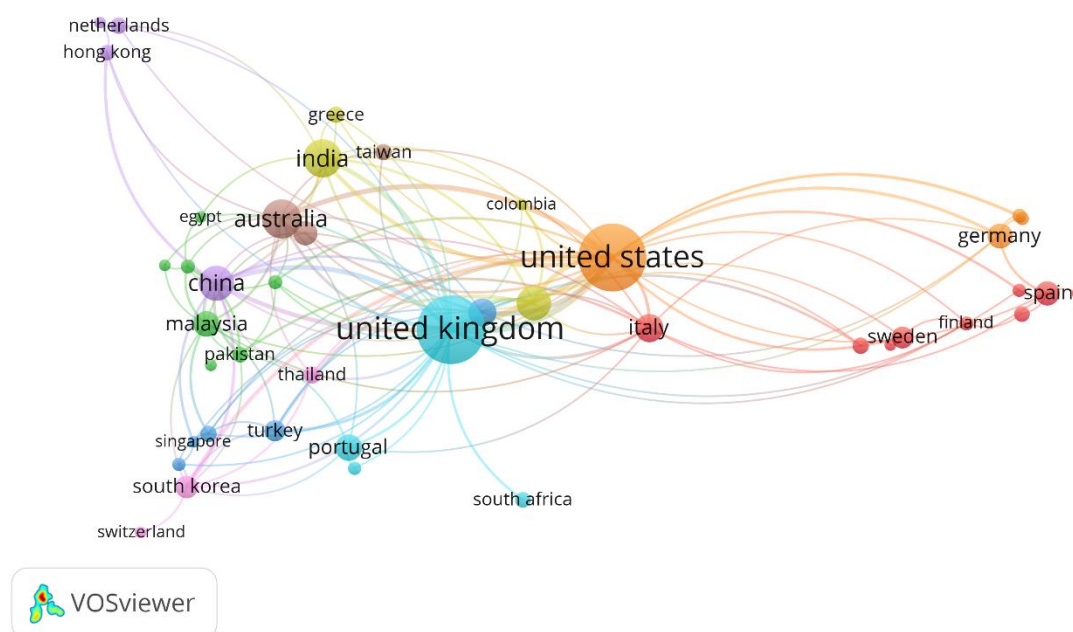 netherlands
hong kong
greece
india
taiwan
egypt
australia
colombia
united states
germany
china
spain
malaysia
united kingdom
italy
finland
sweden
pakistan
thailand
singapore
turkey
portugal
south korea
south africa
switzerland
VOSviewer